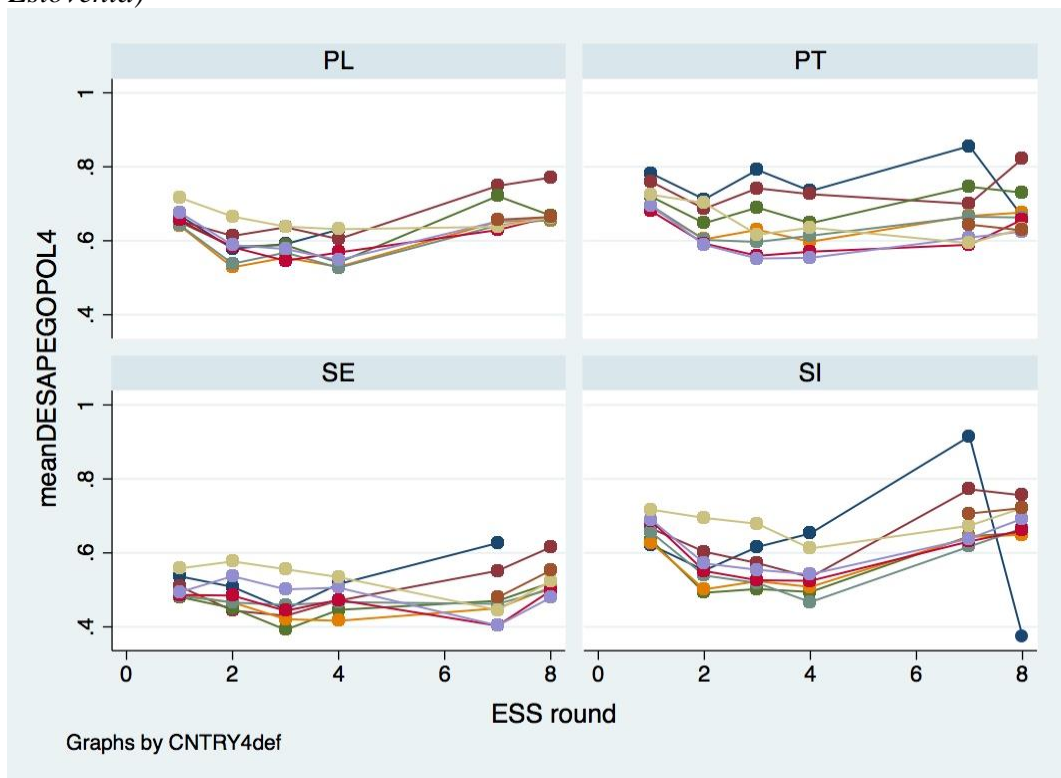 Eslovenia)
PL
PT
1
.8
.6
.4
SE
SI
1
.8
.6
.4
0 2 4 6 8 0 2 4 6 8
meanDESAPEGOPOL4
ESS round
Graphs by CNTRY4def